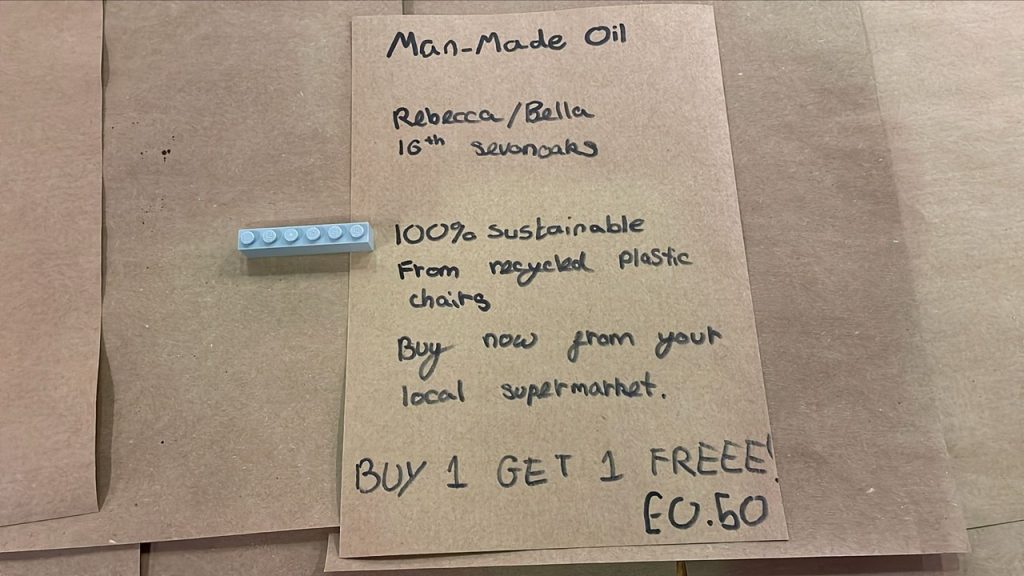 Man-Made Oil
Rebecca/Bella
16th sevenoaks
100% sustainable
From recycled plastic
chairs
Buy now from your
local supermarket.
BUY 1 GET 1 FREEE!
£0.50